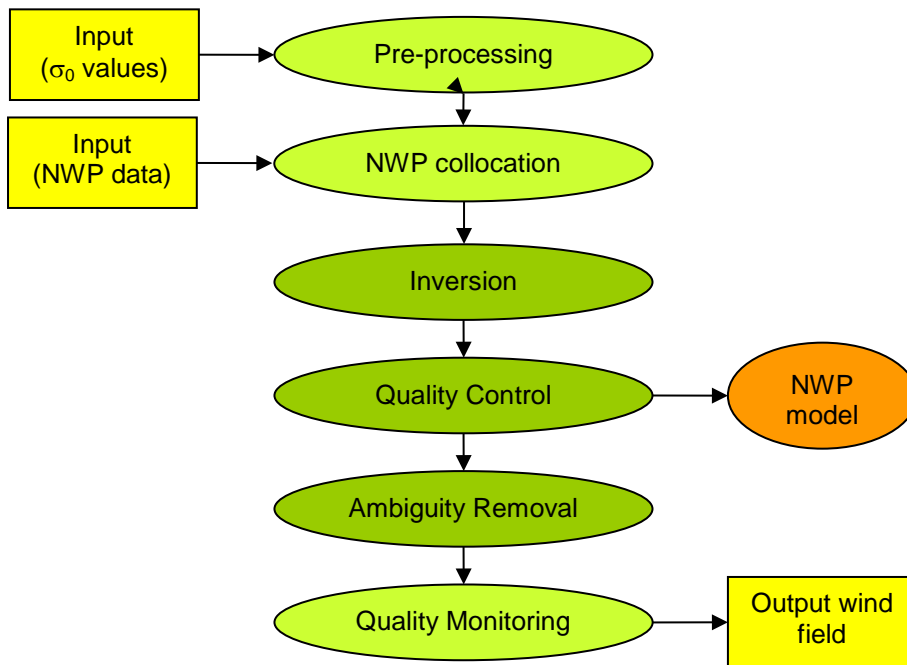 Input
(σ₀ values)
Pre-processing
Input
(NWP data)
NWP collocation
Inversion
Quality Control
NWP
model
Ambiguity Removal
Quality Monitoring
Output wind
field